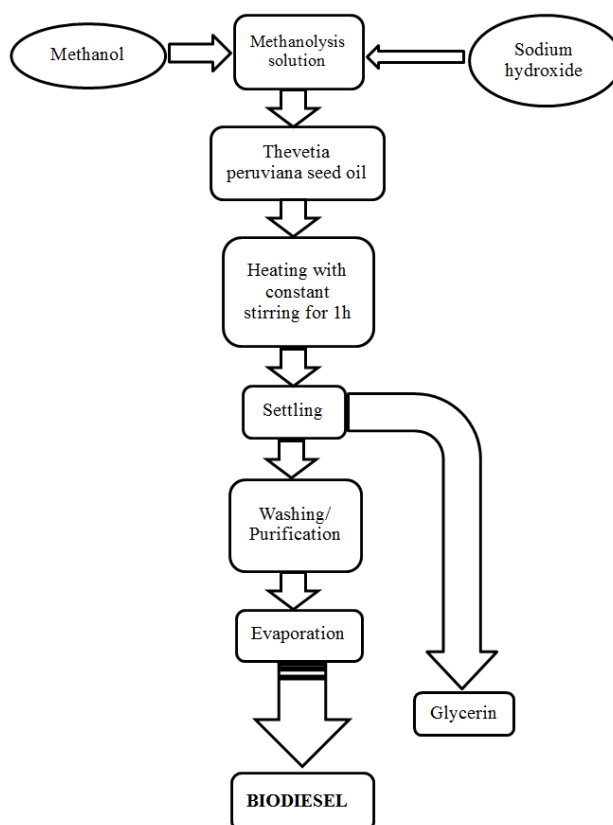 Methanol
Methanolysis
solution
Sodium
hydroxide
Thevetia
peruviana seed oil
Heating with
constant
stirring for 1h
Settling
Washing/
Purification
Evaporation
Glycerin
BIODIESEL